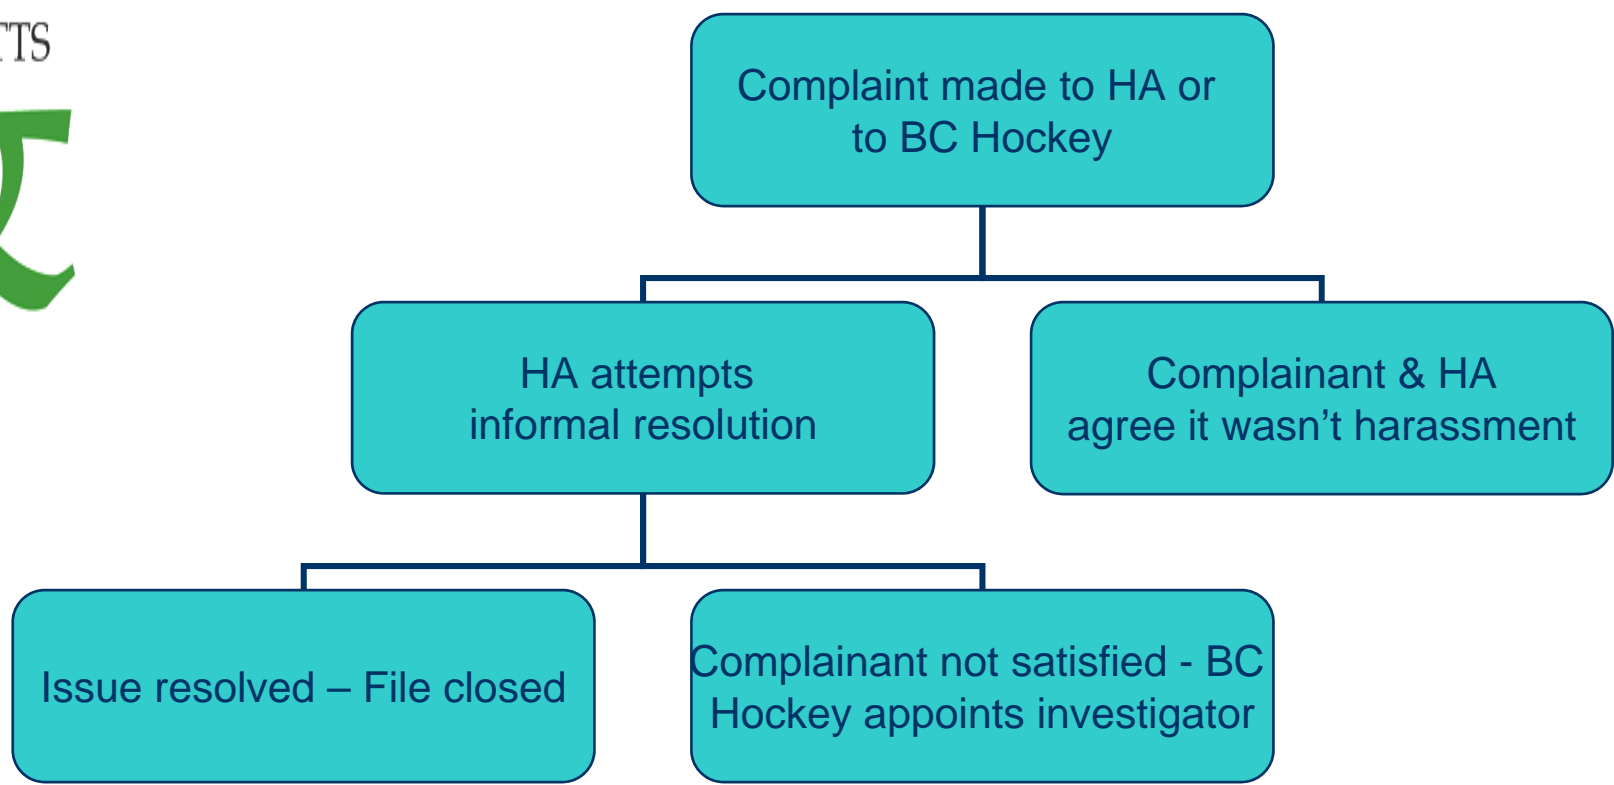 Complaint made to HA or
to BC Hockey
HA attempts
informal resolution
Complainant & HA
agree it wasn’t harassment
Issue resolved – File closed
Complainant not satisfied - BC
Hockey appoints investigator